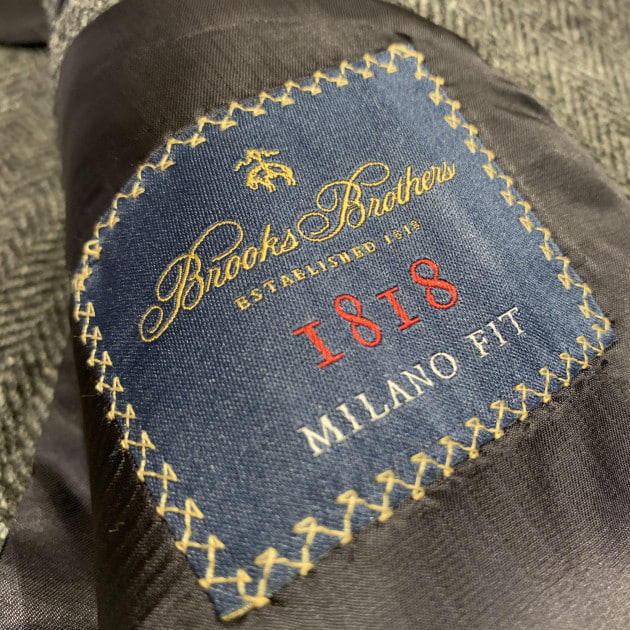 Brooks Brothers
ESTABLISHED 1818
1818
MILANO FIT